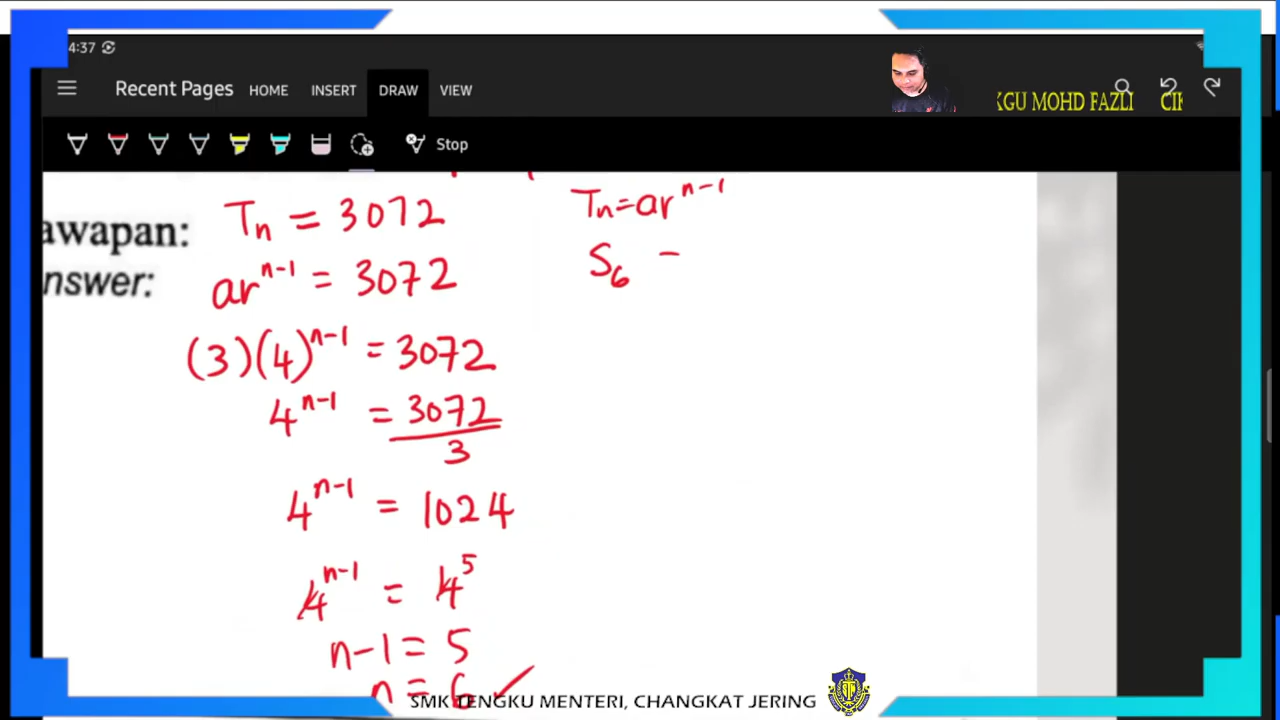 4:37
Recent Pages HOME INSERT DRAW VIEW
KGU MOHD FAZLI
Stop
awapan:
nswer:
Tn = 3072
ar^(n-1) = 3072
(3)(4)^(n-1) = 3072
4^(n-1) = 3072/3
4^(n-1) = 1024
4^(n-1) = 4^5
n-1 = 5
n = 6 ✓
Tn = ar^(n-1)
S6 =
SMK TENGKU MENTERI, CHANGKAT JERING